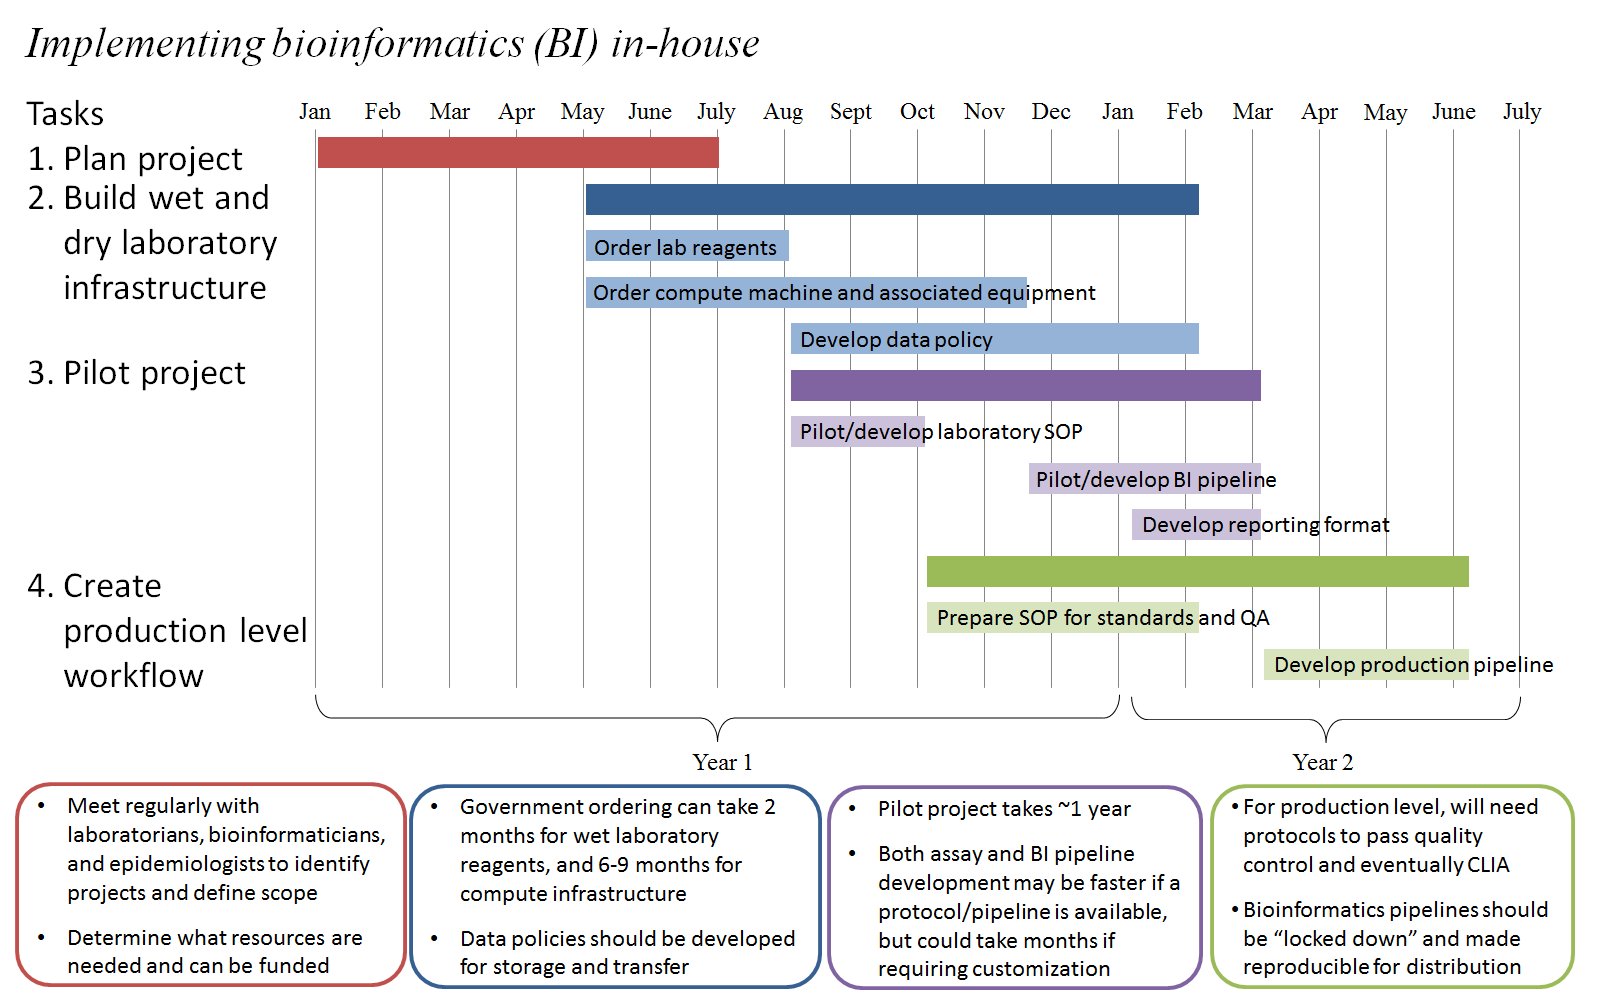 Implementing bioinformatics (BI) in-house
Tasks
Jan Feb Mar Apr May June July Aug Sept Oct Nov Dec Jan Feb Mar Apr May June July
1. Plan project
2. Build wet and
dry laboratory
infrastructure
Order lab reagents
Order compute machine and associated equipment
Develop data policy
3. Pilot project
Pilot/develop laboratory SOP
Pilot/develop BI pipeline
Develop reporting format
4. Create
production level
workflow
Prepare SOP for standards and QA
Develop production pipeline
Year 1
Year 2
• Meet regularly with
laboratorians, bioinformaticians,
and epidemiologists to identify
projects and define scope
• Determine what resources are
needed and can be funded
• Government ordering can take 2
months for wet laboratory
reagents, and 6-9 months for
compute infrastructure
• Data policies should be developed
for storage and transfer
• Pilot project takes ~1 year
• Both assay and BI pipeline
development may be faster if a
protocol/pipeline is available,
but could take months if
requiring customization
• For production level, will need
protocols to pass quality
control and eventually CLIA
• Bioinformatics pipelines should
be “locked down” and made
reproducible for distribution